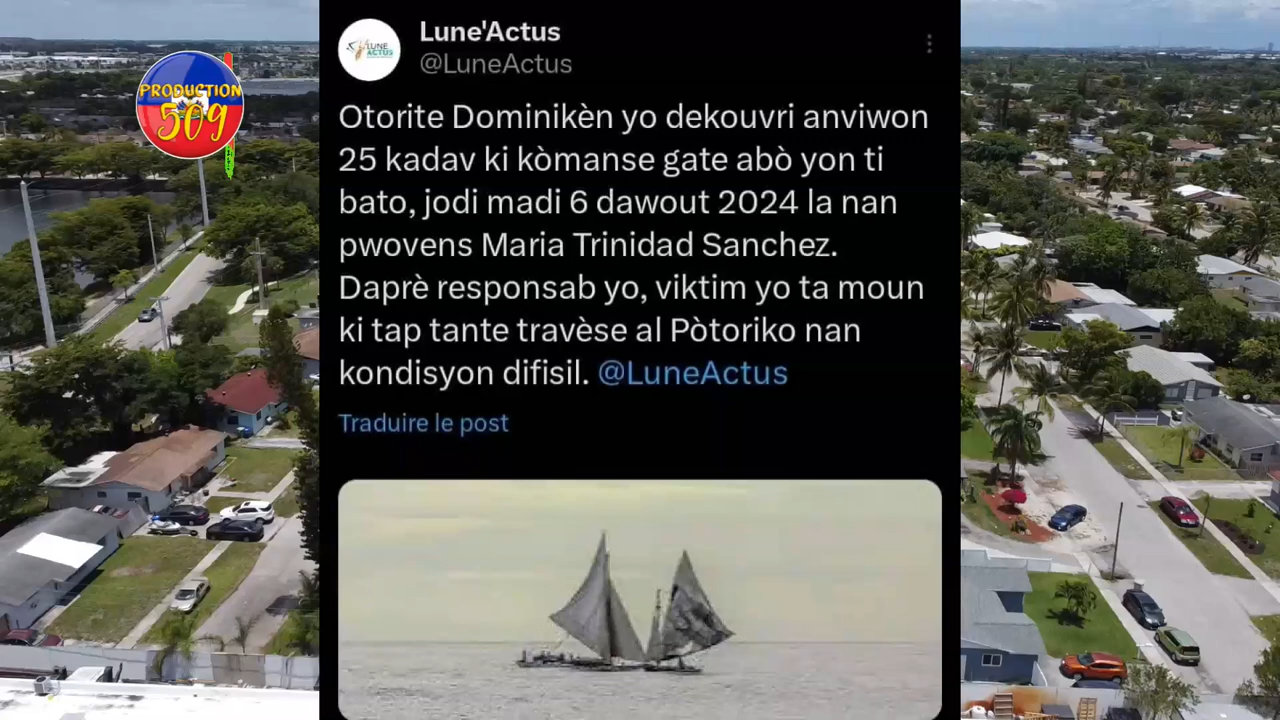 PRODUCTION
509
LUNE
ACTUS
Lune'Actus
@LuneActus
Otorite Dominikèn yo dekouvri anviwon
25 kadav ki kòmanse gate abò yon ti
bato, jodi madi 6 dawout 2024 la nan
pwovens Maria Trinidad Sanchez.
Daprè responsab yo, viktim yo ta moun
ki tap tante travèse al Pòtoriko nan
kondisyon difisil. @LuneActus
Traduire le post